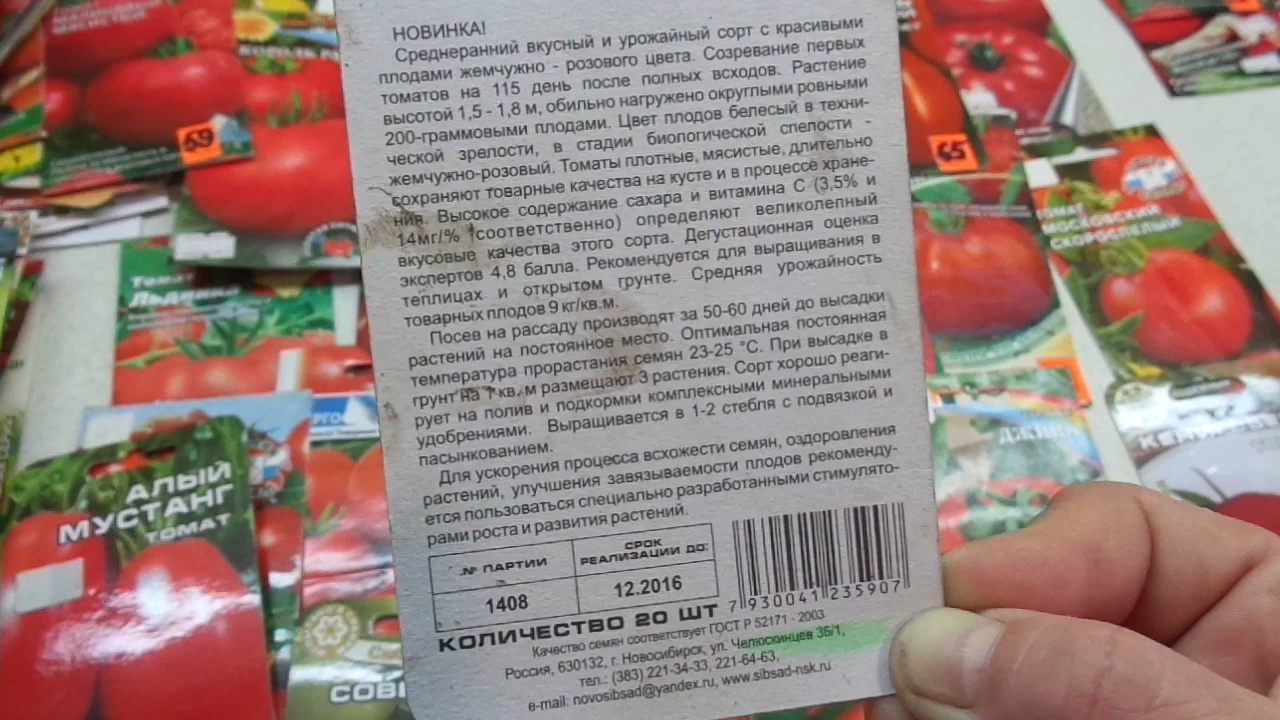 НОВИНКА!
Среднеранний вкусный и урожайный сорт с красивыми
плодами жемчужно - розового цвета. Созревание первых
томатов на 115 день после полных всходов. Растение
высотой 1,5 - 1,8 м, обильно нагружено округлыми ровными
200-граммовыми плодами. Цвет плодов белесый в техни-
ческой зрелости, в стадии биологической спелости -
жемчужно-розовый. Томаты плотные, мясистые, длительно
сохраняют товарные качества на кусте и в процессе хране-
ния. Высокое содержание сахара и витамина С (3,5% и
14мг/% соответственно) определяют великолепный
вкусовые качества этого сорта. Дегустационная оценка
экспертов 4,8 балла. Рекомендуется для выращивания в
теплицах и открытом грунте. Средняя урожайность
товарных плодов 9 кг/кв.м.
Посев на рассаду производят за 50-60 дней до высадки
растений на постоянное место. Оптимальная постоянная
температура прорастания семян 23-25 °С. При высадке в
грунт на 1 кв. м размещают 3 растения. Сорт хорошо реаги-
рует на полив и подкормки комплексными минеральными
удобрениями. Выращивается в 1-2 стебля с подвязкой и
пасынкованием.
Для ускорения процесса всхожести семян, оздоровления
растений, улучшения завязываемости плодов рекоменду-
ется пользоваться специально разработанными стимулято-
рами роста и развития растений.
№ ПАРТИИ
СРОК
РЕАЛИЗАЦИИ ДО:
1408
12.2016
7 930041 235907
КОЛИЧЕСТВО 20 ШТ
Качество семян соответствует ГОСТ Р 52171 - 2003
Россия, 630132, г. Новосибирск, ул. Челюскинцев 36/1,
тел.: (383) 221-34-33, 221-64-63,
e-mail: novosibsad@yandex.ru, www.sibsad-nsk.ru
69
65
ТОМАТ
МОСКОВСКИЙ
СКОРОСПЕЛЫЙ
Томат
АЛЫЙ
МУСТАНГ
ТОМАТ